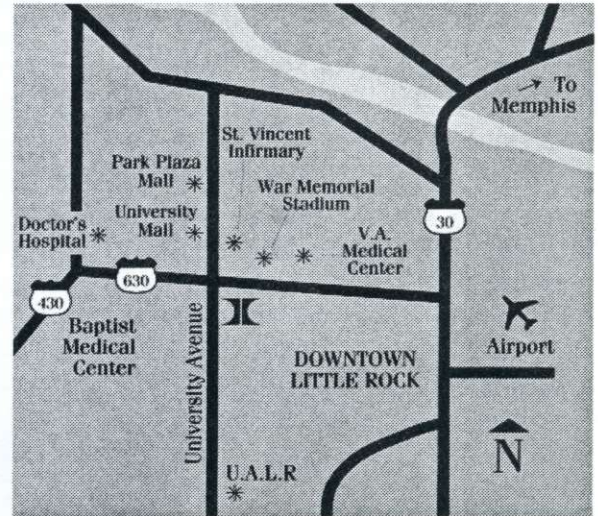 To
Memphis
St. Vincent
Infirmary
Park Plaza
Mall
War Memorial
Stadium
University
Mall
Doctor's
Hospital
V.A.
Medical
Center
30
630
430
Baptist
Medical
Center
University Avenue
Airport
DOWNTOWN
LITTLE ROCK
N
U.A.L.R